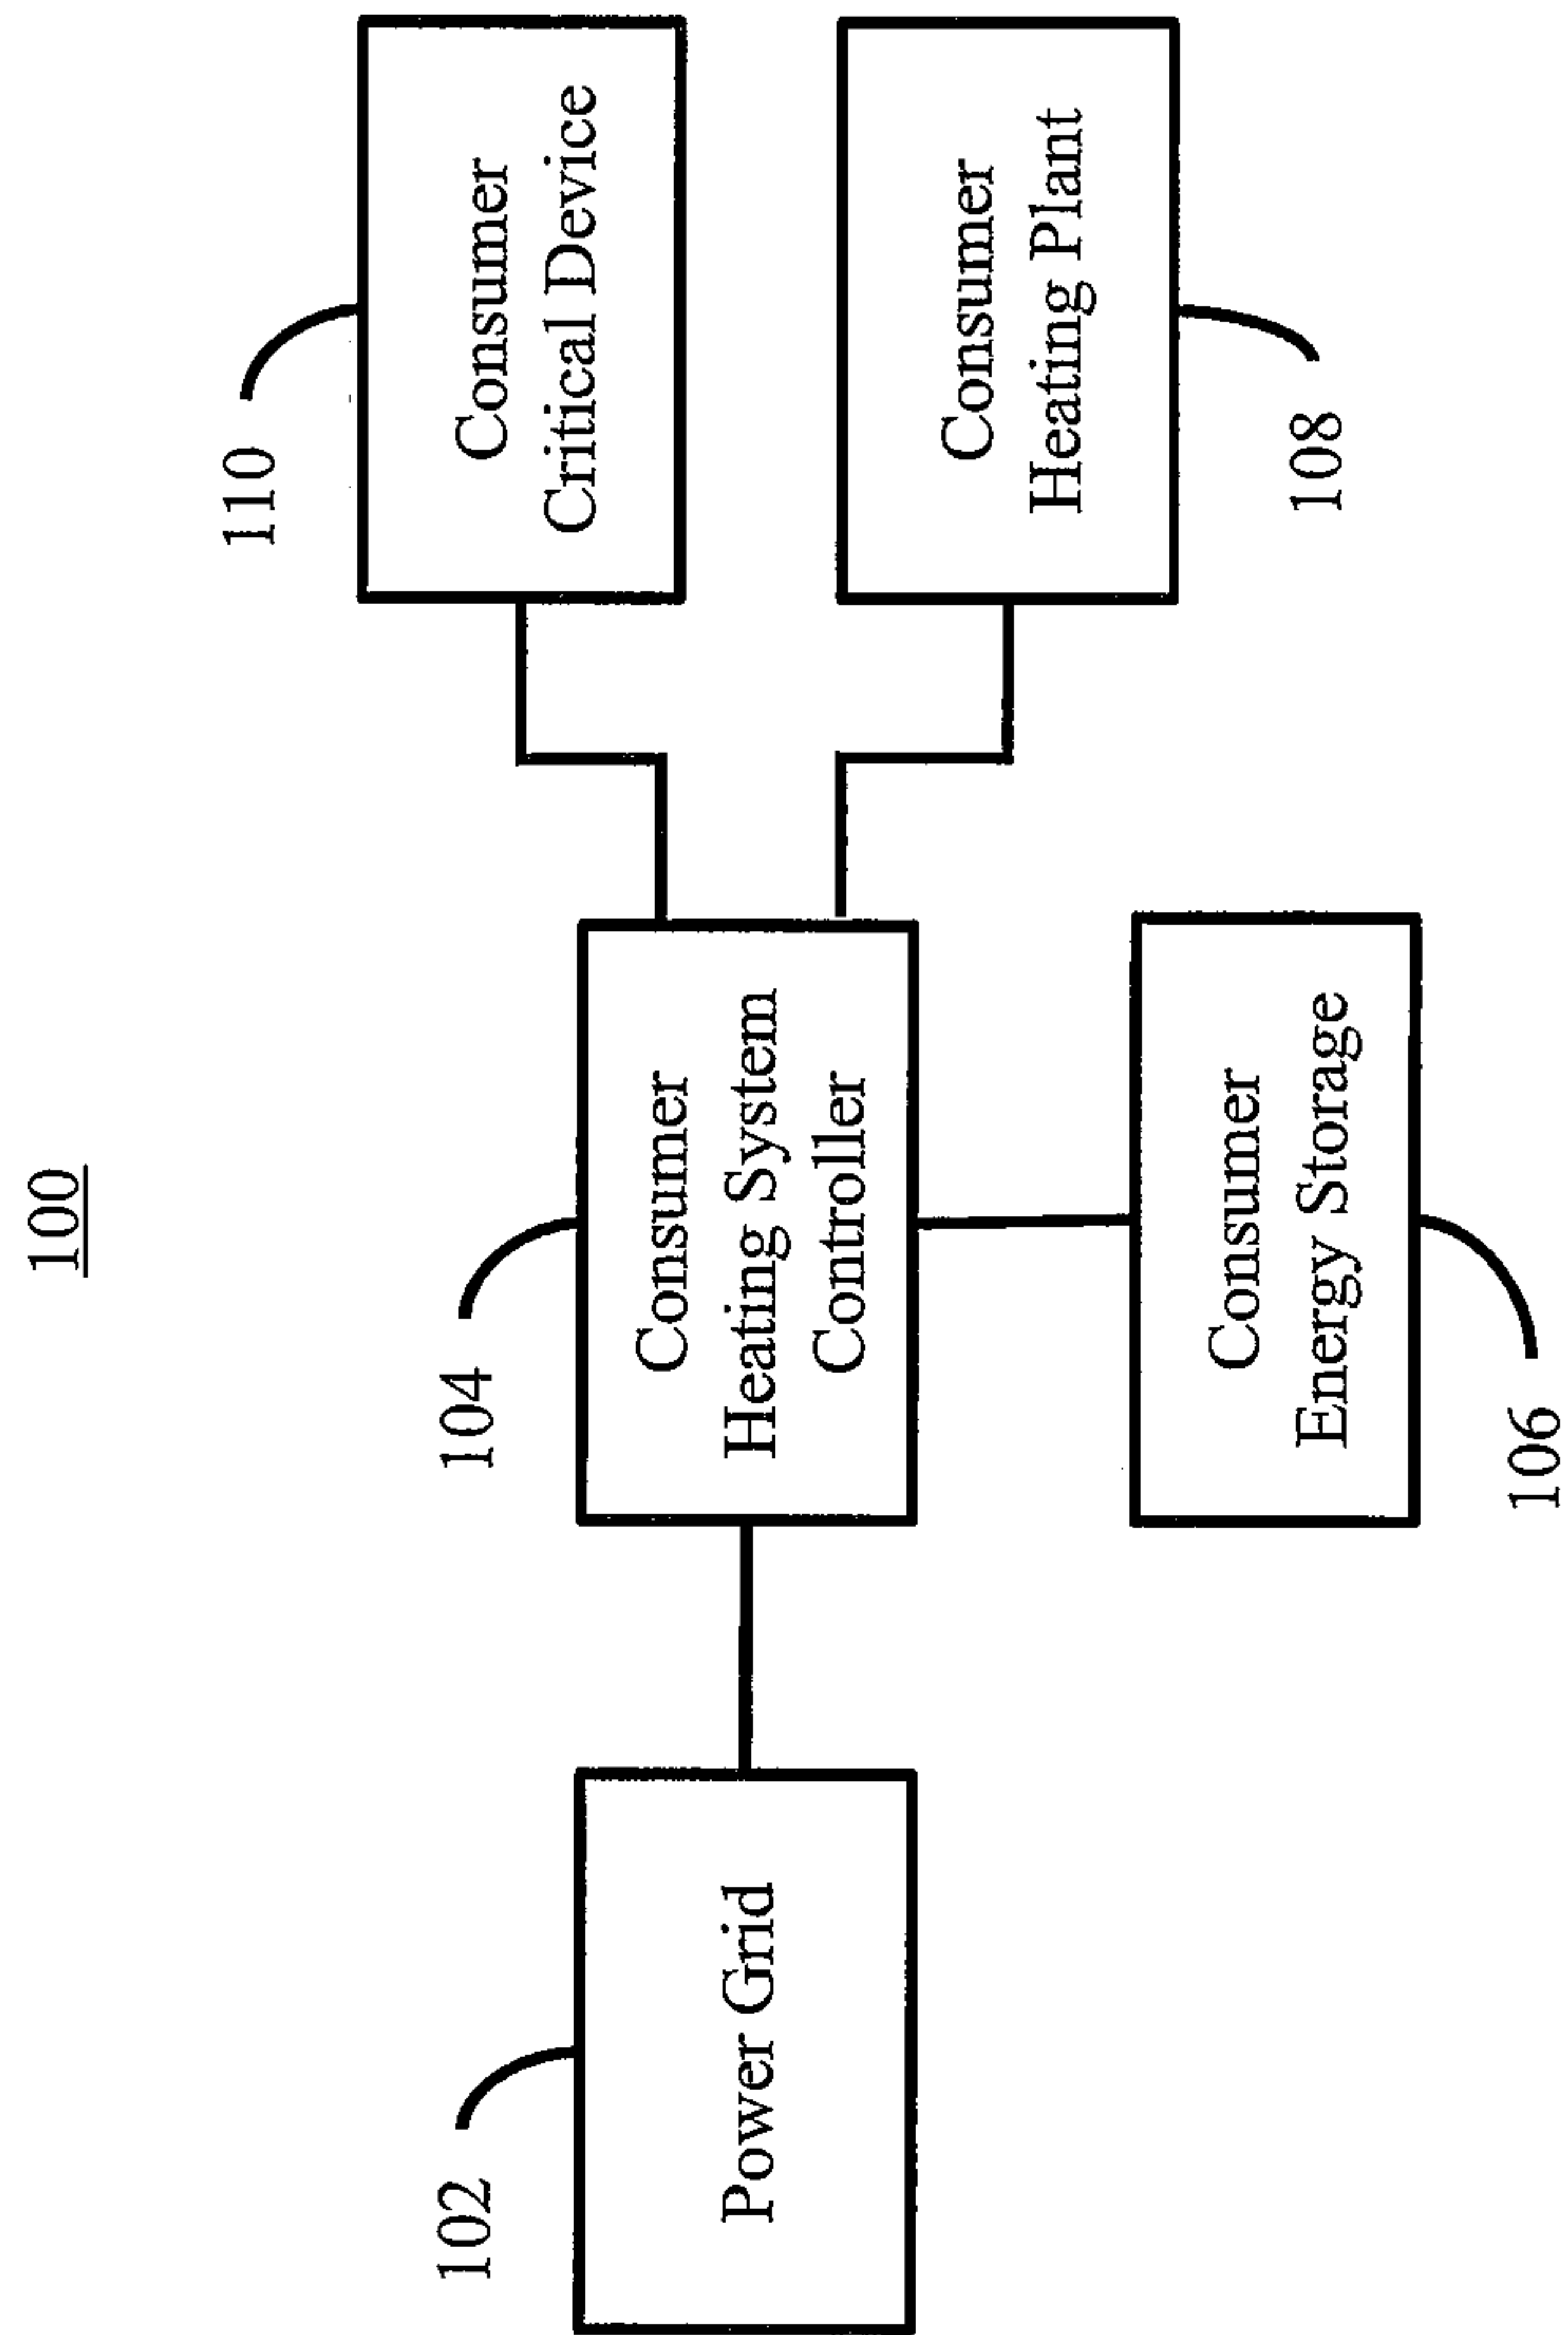 100
110
Consumer
Critical Device
104
102
Power Grid
Consumer
Heating System
Controller
Consumer
Heating Plant
108
Consumer
Energy Storage
106